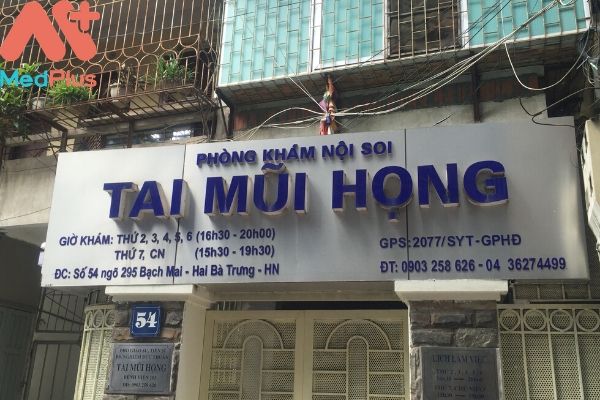 MedPlus
PHÒNG KHÁM NỘI SOI
TAI MŨI HỌNG
GIỜ KHÁM: THỨ 2, 3, 4, 5, 6 (16h30 - 20h00)
THỨ 7, CN (15h30 - 19h30)
ĐC: Số 54 ngõ 295 Bạch Mai - Hai Bà Trưng - HN
GPS:2077/SYT-GPHĐ
ĐT: 0903 258 626 - 04 36274499
54
TAI MŨI HỌNG
LỊCH LÀM VIỆC